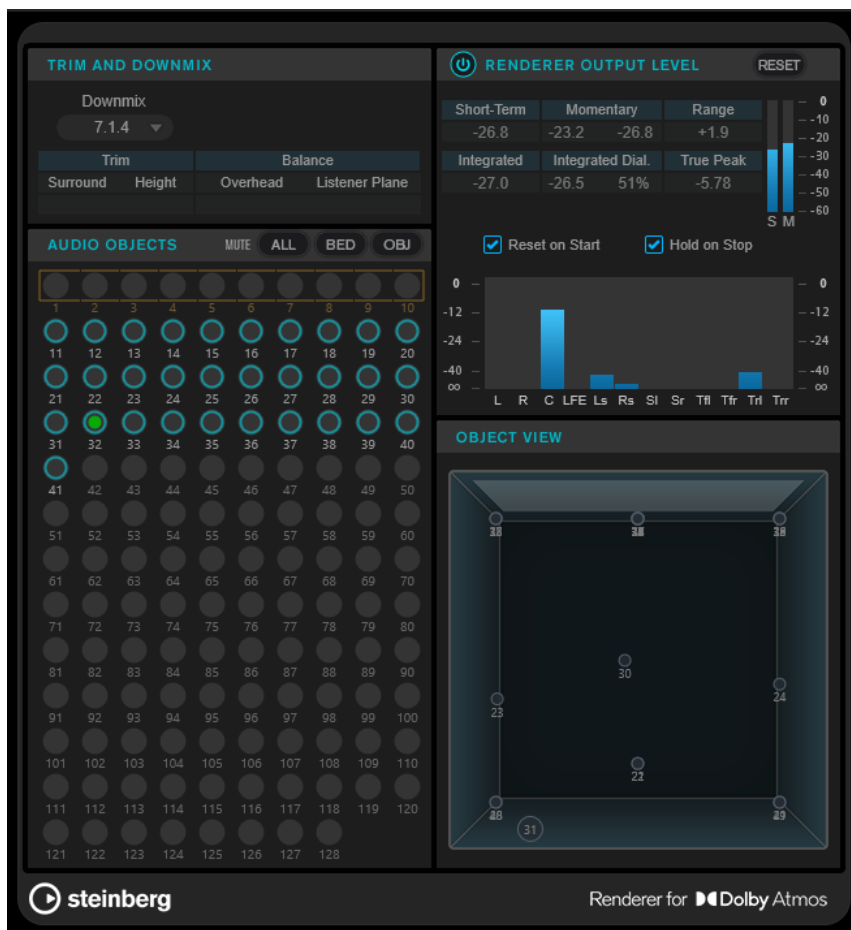 TRIM AND DOWNMIX
Downmix
7.1.4
Trim Balance
Surround Height Overhead Listener Plane
AUDIO OBJECTS MUTE ALL BED OBJ
1 2 3 4 5 6 7 8 9 10
11 12 13 14 15 16 17 18 19 20
21 22 23 24 25 26 27 28 29 30
31 32 33 34 35 36 37 38 39 40
41 42 43 44 45 46 47 48 49 50
51 52 53 54 55 56 57 58 59 60
61 62 63 64 65 66 67 68 69 70
71 72 73 74 75 76 77 78 79 80
81 82 83 84 85 86 87 88 89 90
91 92 93 94 95 96 97 98 99 100
101 102 103 104 105 106 107 108 109 110
111 112 113 114 115 116 117 118 119 120
121 122 123 124 125 126 127 128
RENDERER OUTPUT LEVEL RESET
Short-Term Momentary Range
-26.8 -23.2 -26.8 +1.9
Integrated Integrated Dial. True Peak
-27.0 -26.5 51% -5.78
0
-10
-20
-30
-40
-50
-60
S M
Reset on Start Hold on Stop
0 0
-12 -12
-24 -24
-40 -40
∞ ∞
L R C LFE Ls Rs Sl Sr Tfl Tfr Trl Trr
OBJECT VIEW
30
24
23
31
steinberg
Renderer for Dolby Atmos